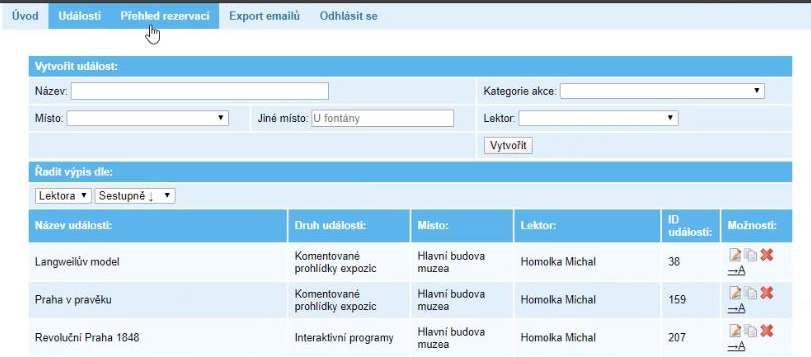 Úvod Události Přehled rezervací Export emailů Odhlásit se
Vytvořit událost:
Název: Kategorie akce:
Místo: Jiné místo: U fontány Lektor:
Vytvořit
Řadit výpis dle:
Lektora Sestupně ↓
Název události: Druh události: Místo: Lektor: ID události: Možnosti:
Langweilův model Komentované prohlídky expozic Hlavní budova muzea Homolka Michal 38 →A
Praha v pravěku Komentované prohlídky expozic Hlavní budova muzea Homolka Michal 159 →A
Revoluční Praha 1848 Interaktivní programy Hlavní budova muzea Homolka Michal 207 →A